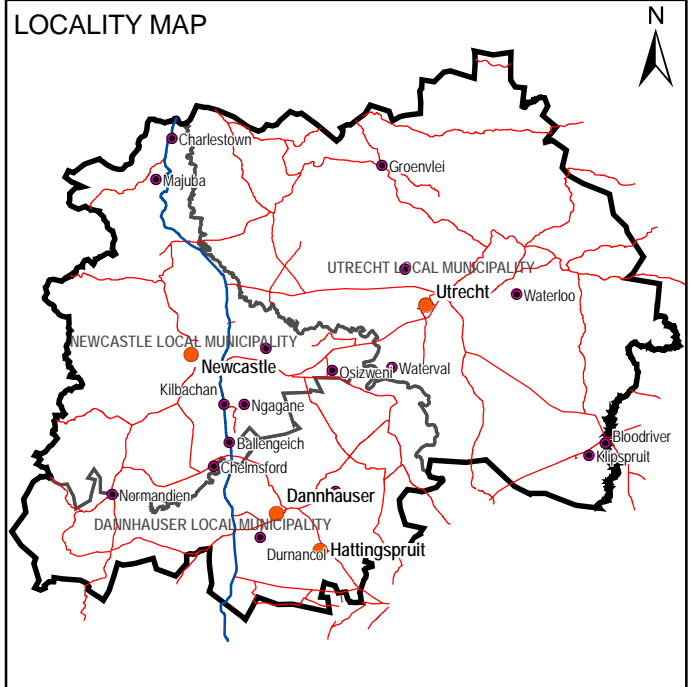 LOCALITY MAP
N
Charlestown
Groenvlei
Majuba
UTRECHT LOCAL MUNICIPALITY
Utrecht
Waterloo
NEWCASTLE LOCAL MUNICIPALITY
Newcastle
Osizweni
Waterval
Kilbachan
Ngagane
Ballengeich
Bloodriver
Klipspruit
Chelmsford
Normandien
Dannhauser
DANNHAUSER LOCAL MUNICIPALITY
Durnancol
Hattingspruit